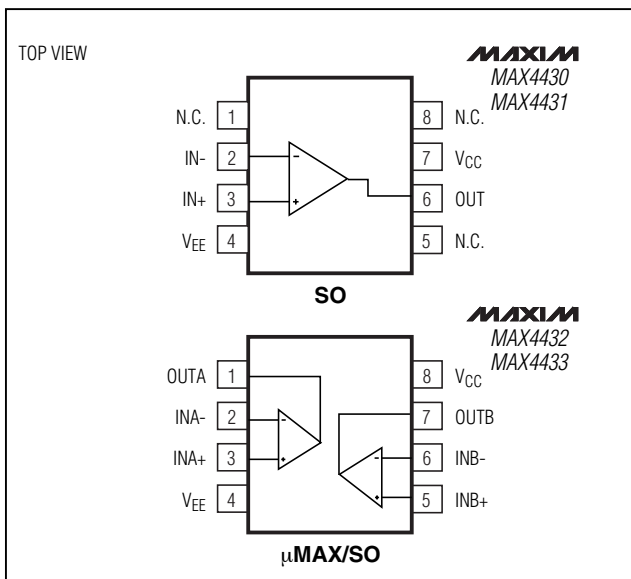 TOP VIEW
MAXIM
MAX4430
MAX4431
N.C. 1
8 N.C.
IN- 2
-
7 VCC
IN+ 3
+
6 OUT
VEE 4
5 N.C.
SO
MAXIM
MAX4432
MAX4433
OUTA 1
8 VCC
INA- 2
-
7 OUTB
INA+ 3
+
-
6 INB-
VEE 4
+
5 INB+
µMAX/SO